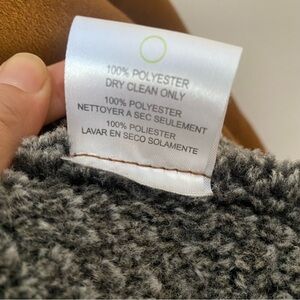 100% POLYESTER
DRY CLEAN ONLY
100% POLYESTER
NETTOYER A SEC SEULEMENT
100% POLIESTER
LAVAR EN SECO SOLAMENTE